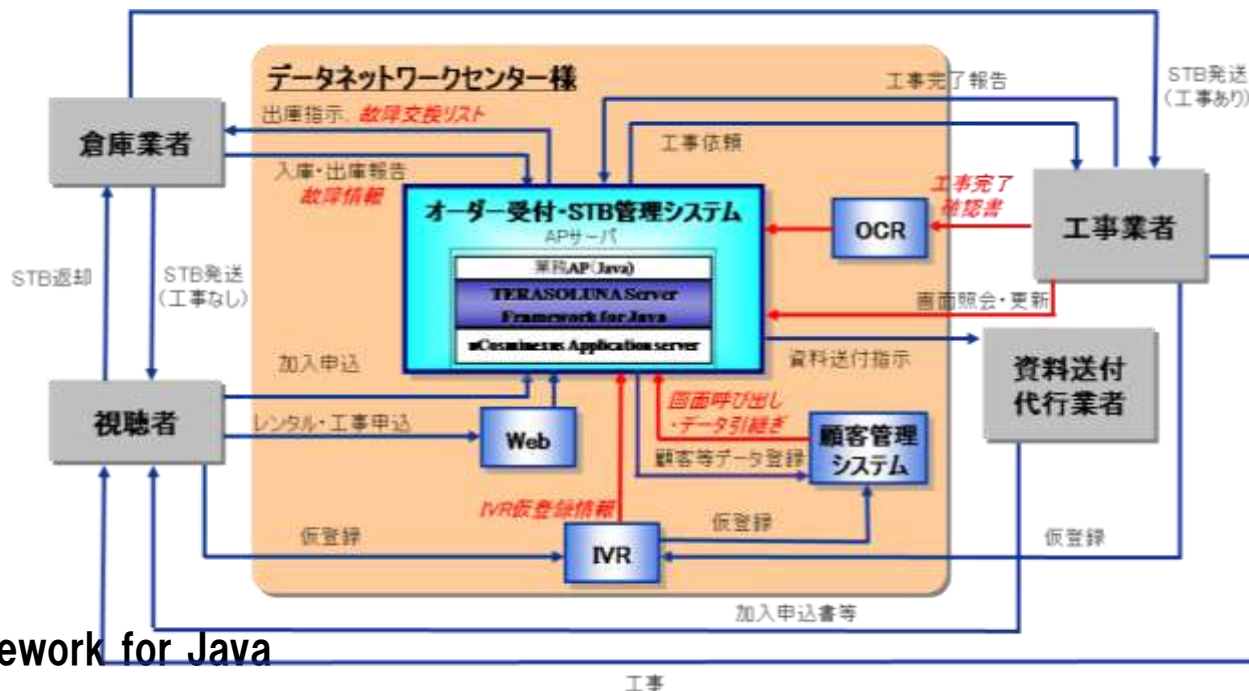 データネットワークセンター様
工事完了報告
STB発送
(工事あり)
出庫指示、故障交換リスト
倉庫業者
工事依頼
入庫・出庫報告
故障情報
工事完了
確認書
オーダー受付・STB管理システム
APサーバ
OCR
工事業者
業務AP(Java)
STB返却
STB発送
(工事なし)
TERASOLUNA Server
Framework for Java
画面照会・更新
uCosminexus Application server
資料送付指示
加入申込
資料送付
代行業者
視聴者
レンタル・工事申込
Web
回面呼び出し
・データ引継ぎ
顧客管理
システム
顧客等データ登録
IVR仮登録情報
仮登録
仮登録
仮登録
IVR
加入申込書等
ework for Java
工事